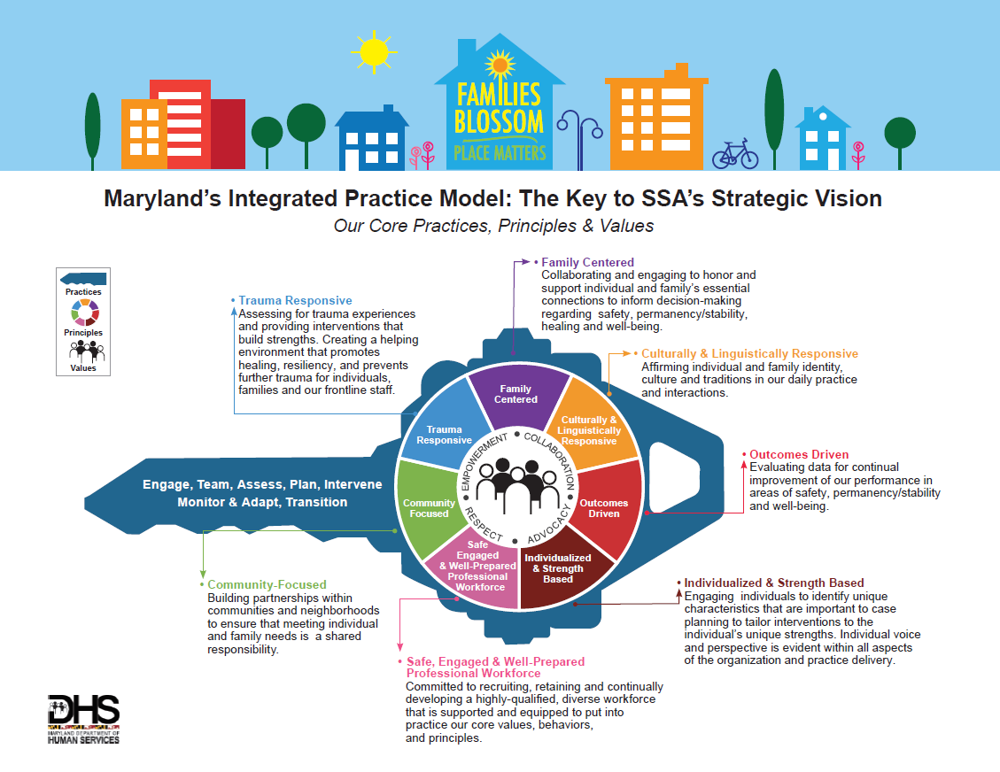 FAMILIES
BLOSSOM
PLACE MATTERS
Maryland's Integrated Practice Model: The Key to SSA's Strategic Vision
Our Core Practices, Principles & Values
Practices
Principles
Values
• Family Centered
Collaborating and engaging to honor and
support individual and family's essential
connections to inform decision-making
regarding safety, permanency/stability,
healing and well-being.
• Trauma Responsive
Assessing for trauma experiences
and providing interventions that
build strengths. Creating a helping
environment that promotes
healing, resiliency, and prevents
further trauma for individuals,
families and our frontline staff.
• Culturally & Linguistically Responsive
Affirming individual and family identity,
culture and traditions in our daily practice
and interactions.
• Outcomes Driven
Evaluating data for continual
improvement of our performance in
areas of safety, permanency/stability
and well-being.
Engage, Team, Assess, Plan, Intervene
Monitor & Adapt, Transition
Family
Centered
Culturally &
Linguistically
Responsive
Outcomes
Driven
Individualized
& Strength
Based
Safe
Engaged
& Well-Prepared
Professional
Workforce
Community
Focused
Trauma
Responsive
EMPOWERMENT • COLLABORATION • ADVOCACY • RESPECT •
• Community-Focused
Building partnerships within
communities and neighborhoods
to ensure that meeting individual
and family needs is a shared
responsibility.
• Individualized & Strength Based
Engaging individuals to identify unique
characteristics that are important to case
planning to tailor interventions to the
individual's unique strengths. Individual voice
and perspective is evident within all aspects
of the organization and practice delivery.
• Safe, Engaged & Well-Prepared
Professional Workforce
Committed to recruiting, retaining and continually
developing a highly-qualified, diverse workforce
that is supported and equipped to put into
practice our core values, behaviors,
and principles.
DHS
MARYLAND DEPARTMENT OF
HUMAN SERVICES